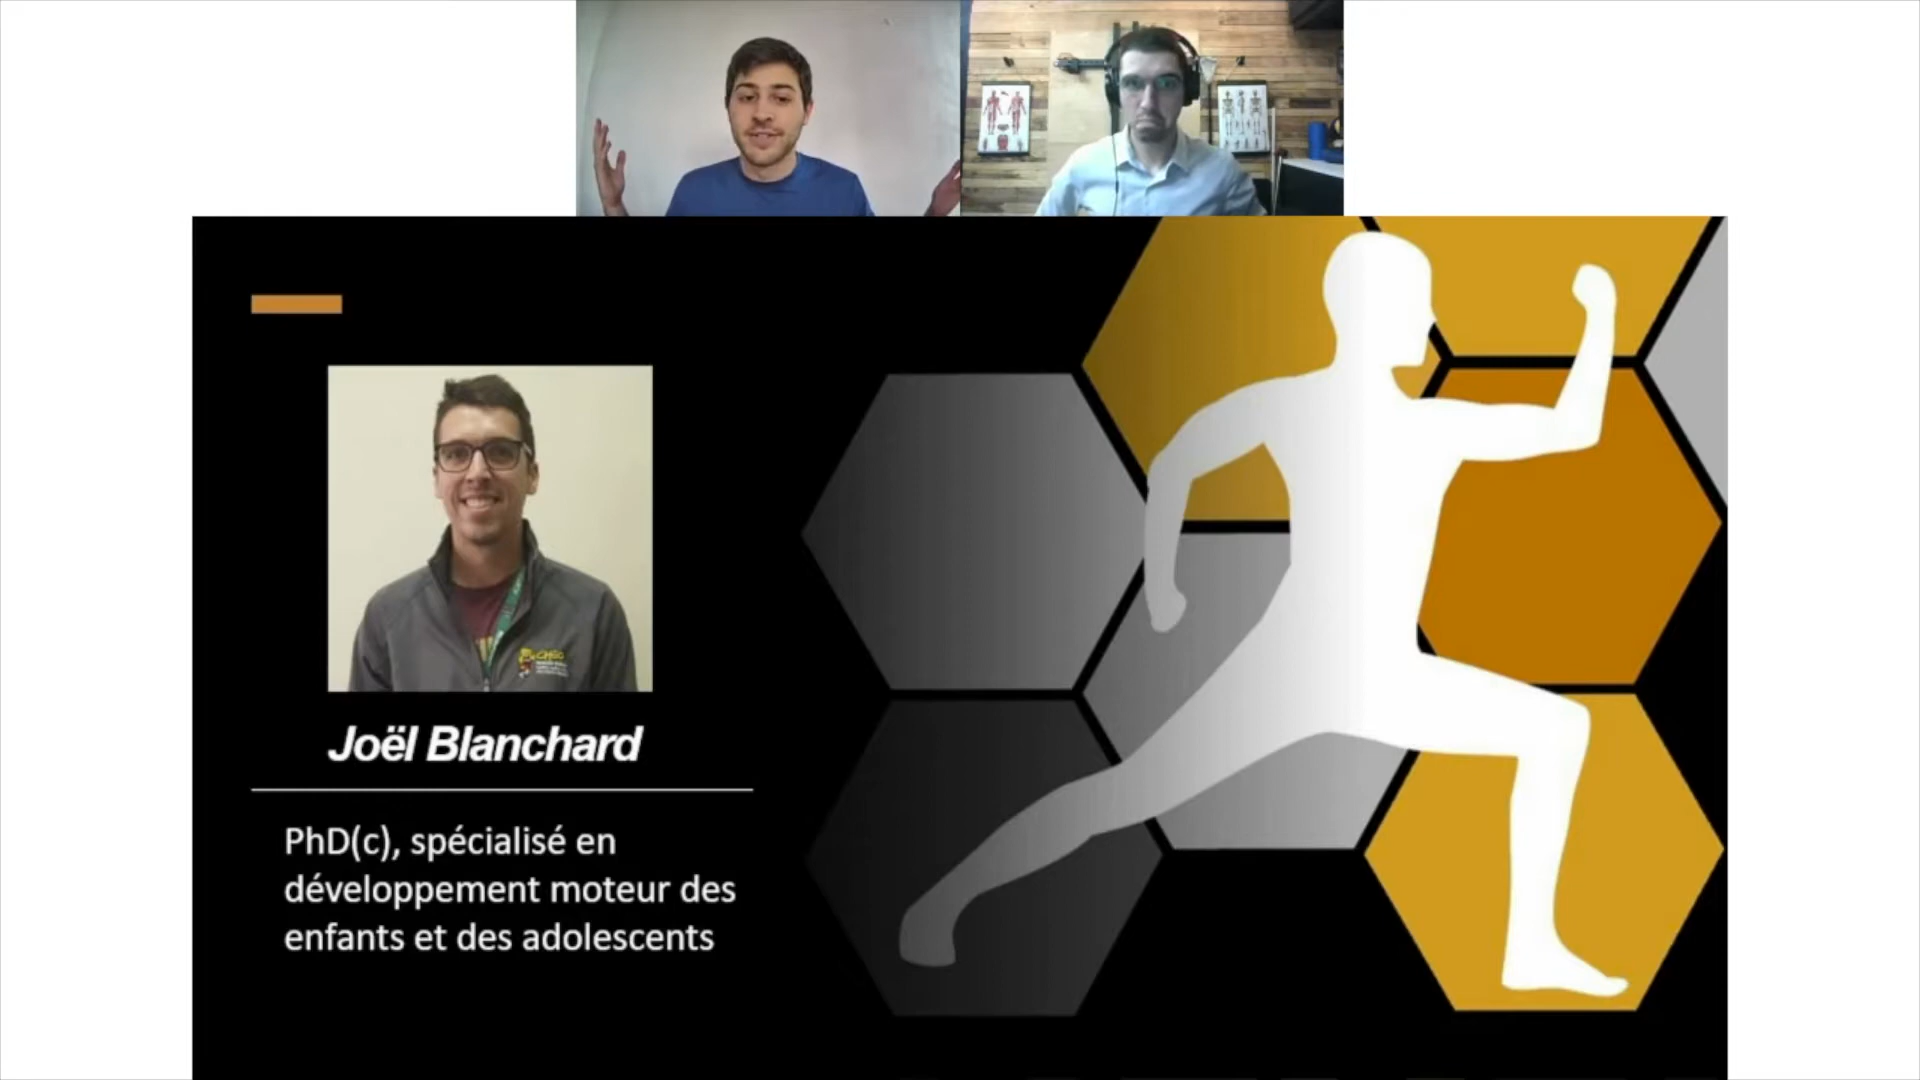 Joël Blanchard
PhD(c), spécialisé en
développement moteur des
enfants et des adolescents